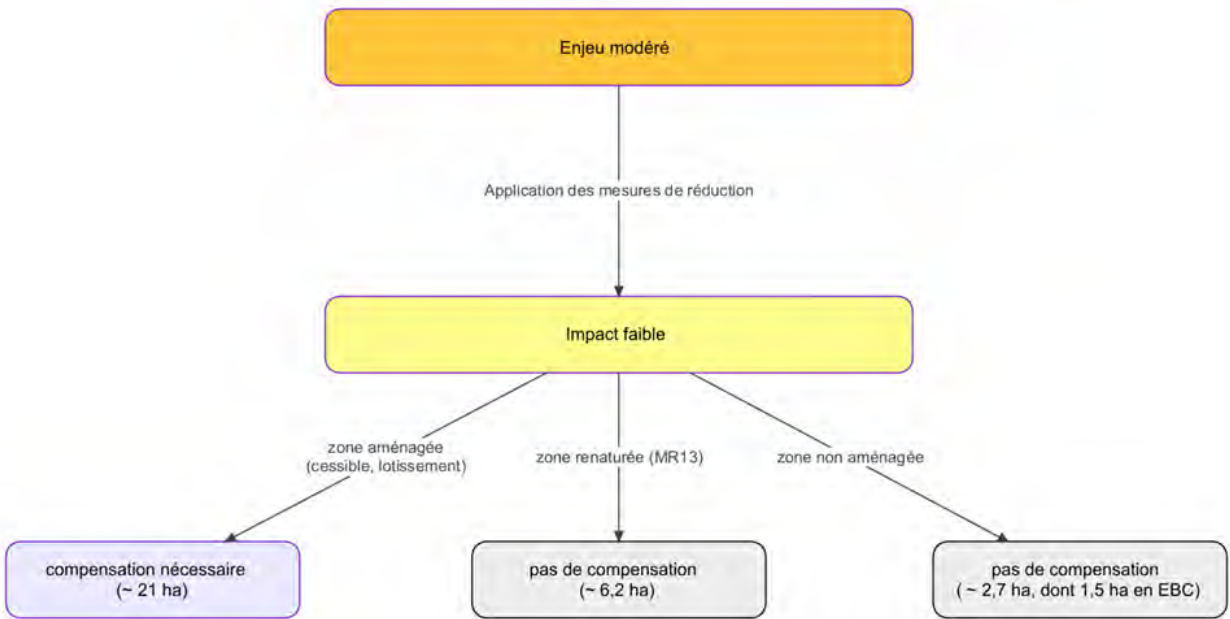 Enjeu modéré
Application des mesures de réduction
Impact faible
zone aménagée
(cessible, lotissement)
zone renaturée (MR13)
zone non aménagée
compensation nécessaire
(~ 21 ha)
pas de compensation
(~ 6,2 ha)
pas de compensation
( ~ 2,7 ha, dont 1,5 ha en EBC)